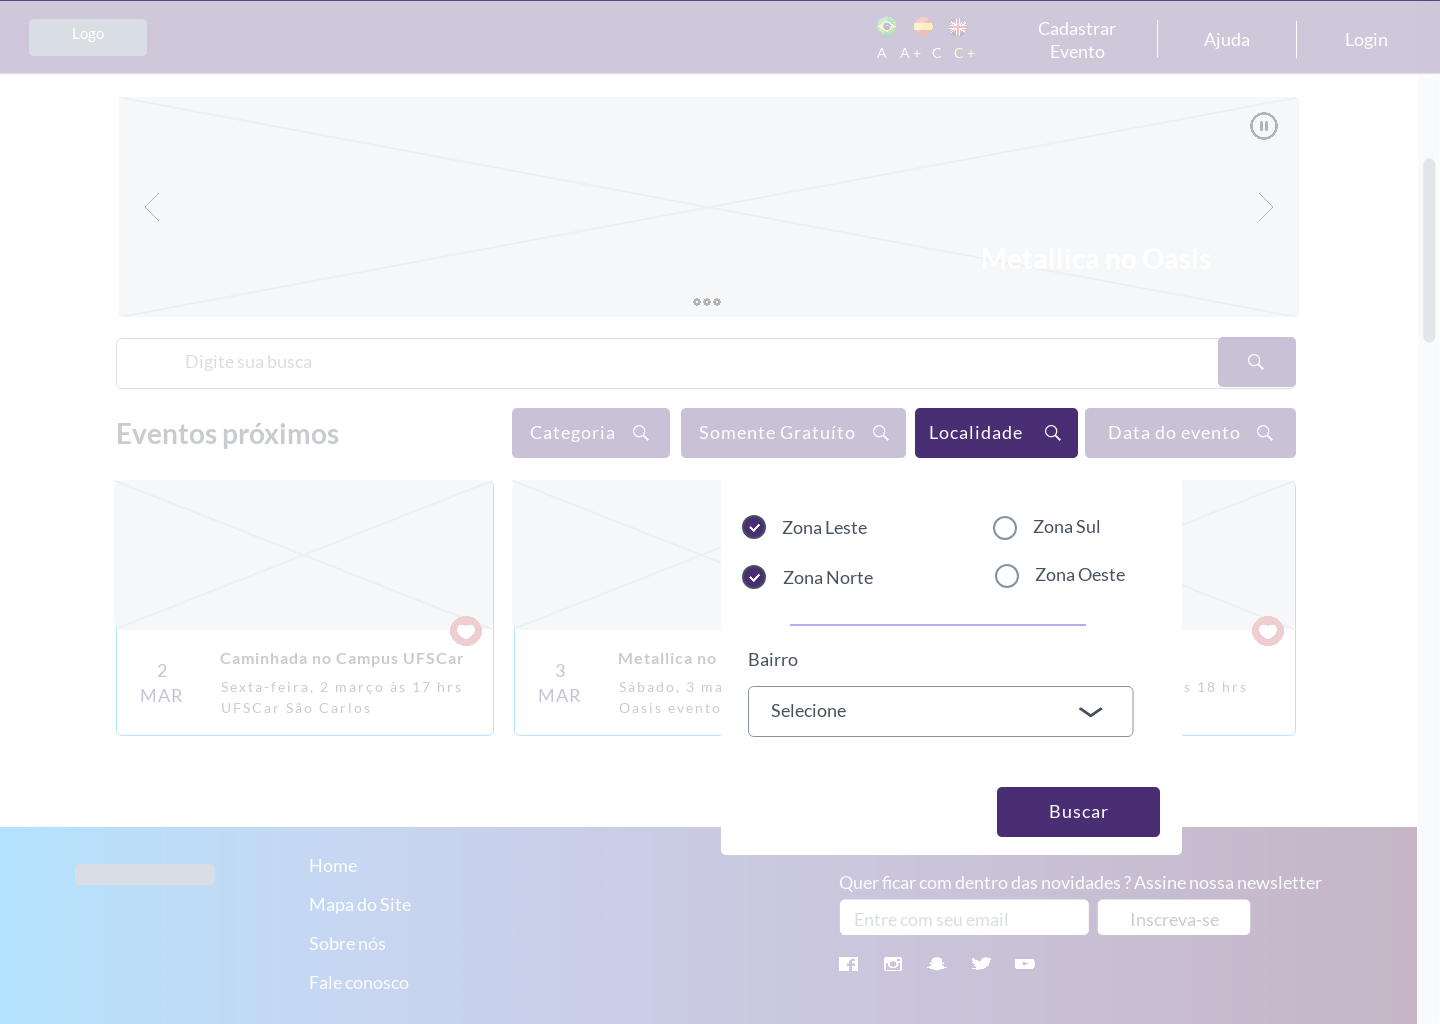 Logo
A A+ C C+
Cadastrar
Evento
Ajuda
Login
Metallica no Oasis
Digite sua busca
Eventos próximos
Categoria
Somente Gratuíto
Localidade
Data do evento
Zona Leste
Zona Sul
Zona Norte
Zona Oeste
Bairro
Selecione
Buscar
2
MAR
Caminhada no Campus UFSCar
Sexta-feira, 2 março às 17 hrs
UFSCar São Carlos
3
MAR
Metallica no
Sábado, 3 ma
Oasis evento
s 18 hrs
Home
Mapa do Site
Sobre nós
Fale conosco
Quer ficar com dentro das novidades ? Assine nossa newsletter
Entre com seu email
Inscreva-se